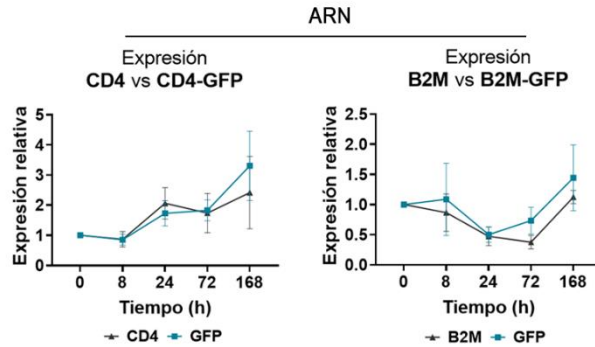 ARN
Expresión
CD4 vs CD4-GFP
Expresión relativa
5
4
3
2
1
0
0 8 24 72 168
Tiempo (h)
CD4 GFP
Expresión
B2M vs B2M-GFP
Expresión relativa
2.5
2.0
1.5
1.0
0.5
0.0
0 8 24 72 168
Tiempo (h)
B2M GFP